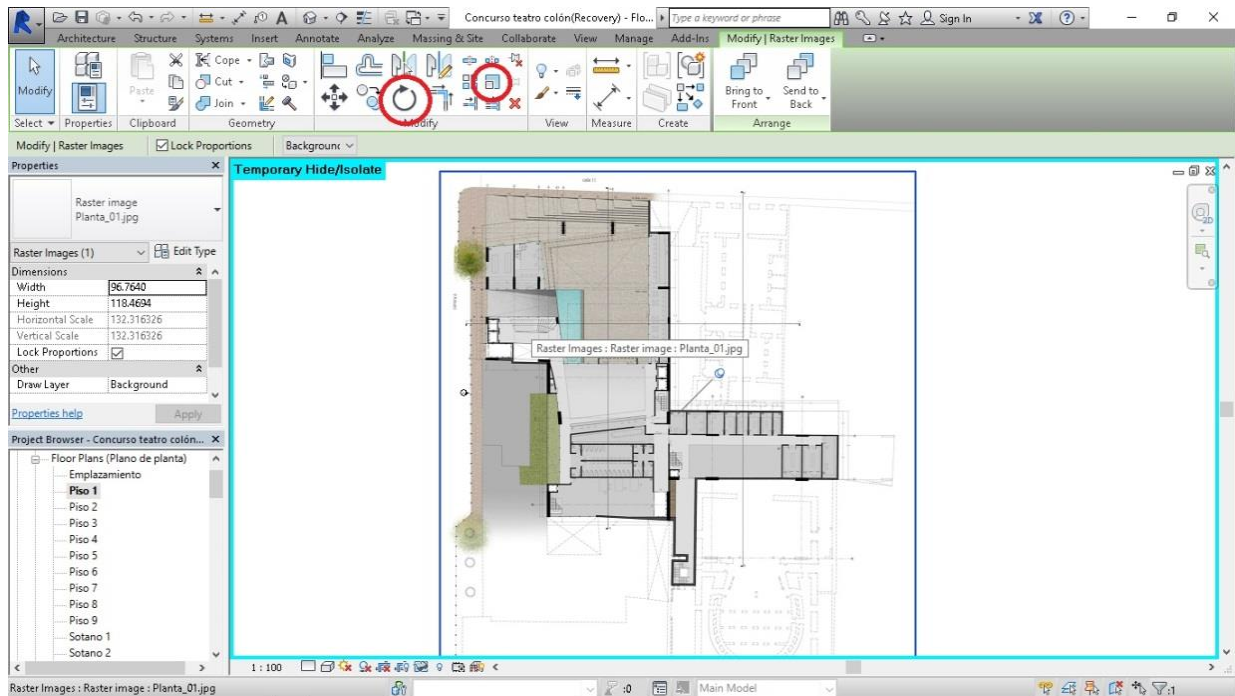 Concurso teatro colón(Recovery) - Flo... Type a keyword or phrase Sign In
Architecture Structure Systems Insert Annotate Analyze Massing & Site Collaborate View Manage Add-Ins Modify | Raster Images
Modify Paste Cope Cut Join Bring to Front Send to Back
Select Properties Clipboard Geometry Modify View Measure Create Arrange
Modify | Raster Images Lock Proportions Backgroun
Properties
Temporary Hide/Isolate
Raster image
Planta_01.jpg
Raster Images (1) Edit Type
Dimensions
Width 96.7640
Height 118.4694
Horizontal Scale 132.316326
Vertical Scale 132.316326
Lock Proportions
Other
Draw Layer Background
Properties help Apply
Raster Images : Raster image : Planta_01.jpg
2D
Project Browser - Concurso teatro colón...
Floor Plans (Plano de planta)
Emplazamiento
Piso 1
Piso 2
Piso 3
Piso 4
Piso 5
Piso 6
Piso 7
Piso 8
Piso 9
Sotano 1
Sotano 2
1 : 100
Raster Images : Raster image : Planta_01.jpg :0 Main Model :1